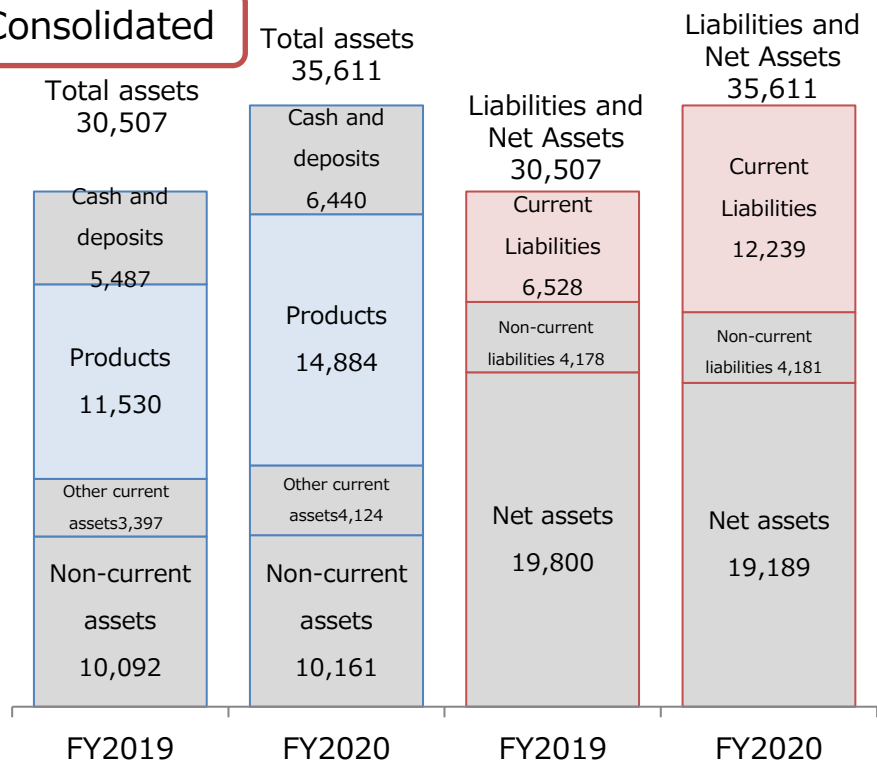 Consolidated
Total assets
30,507
Cash and
deposits
5,487
Products
11,530
Other current
assets3,397
Non-current
assets
10,092
FY2019
Total assets
35,611
Cash and
deposits
6,440
Products
14,884
Other current
assets4,124
Non-current
assets
10,161
FY2020
Liabilities and
Net Assets
30,507
Current
Liabilities
6,528
Non-current
liabilities 4,178
Net assets
19,800
FY2019
Liabilities and
Net Assets
35,611
Current
Liabilities
12,239
Non-current
liabilities 4,181
Net assets
19,189
FY2020